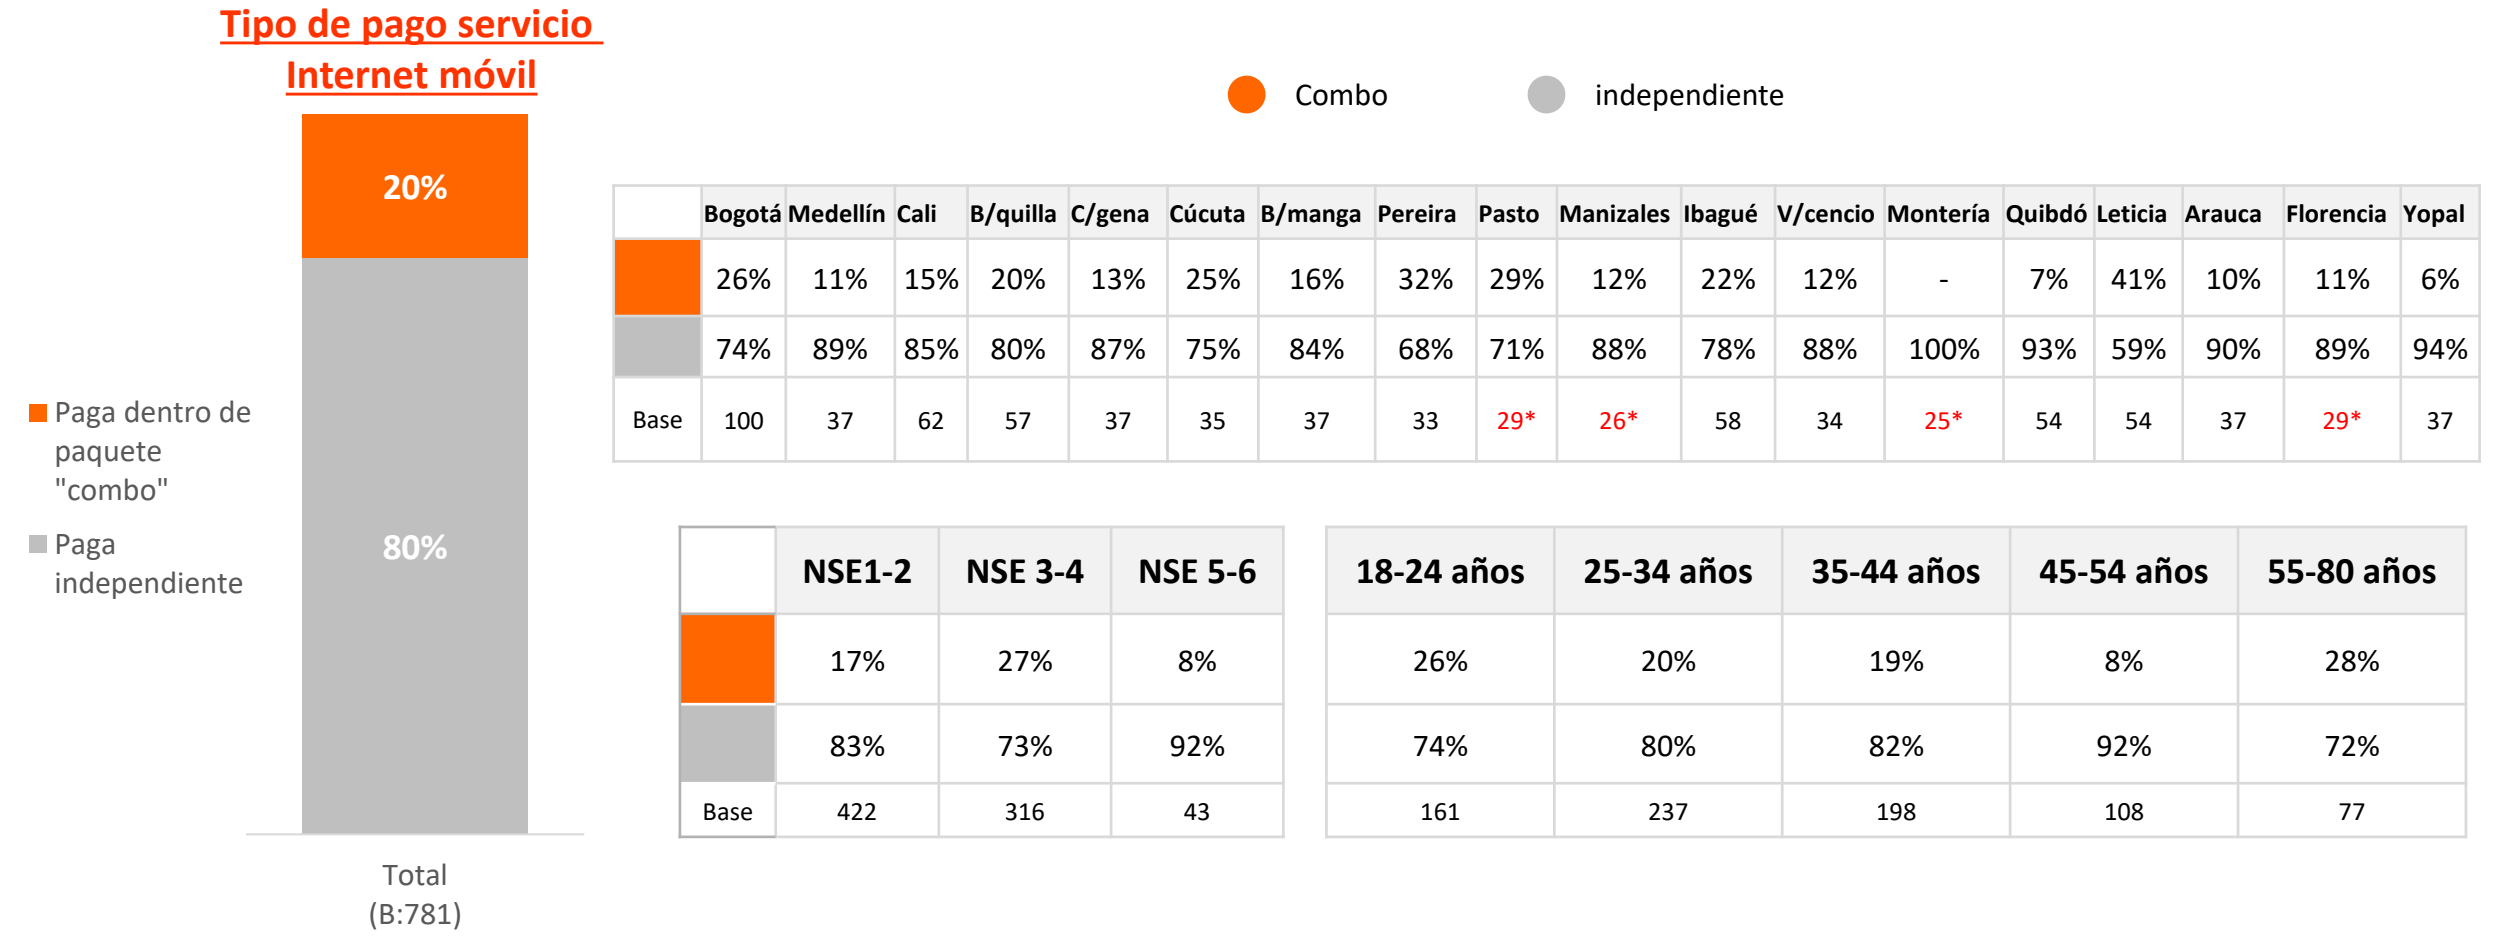 Tipo de pago servicio
Internet móvil
Combo
independiente
20%
80%
Paga dentro de
paquete
"combo"
Paga
independiente
Total
(B:781)
Bogotá Medellín Cali B/quilla C/gena Cúcuta B/manga Pereira Pasto Manizales Ibagué V/cencio Montería Quibdó Leticia Arauca Florencia Yopal
26% 11% 15% 20% 13% 25% 16% 32% 29% 12% 22% 12% - 7% 41% 10% 11% 6%
74% 89% 85% 80% 87% 75% 84% 68% 71% 88% 78% 88% 100% 93% 59% 90% 89% 94%
Base 100 37 62 57 37 35 37 33 29* 26* 58 34 25* 54 54 37 29* 37
NSE1-2 NSE 3-4 NSE 5-6
17% 27% 8%
83% 73% 92%
Base 422 316 43
18-24 años 25-34 años 35-44 años 45-54 años 55-80 años
26% 20% 19% 8% 28%
74% 80% 82% 92% 72%
161 237 198 108 77